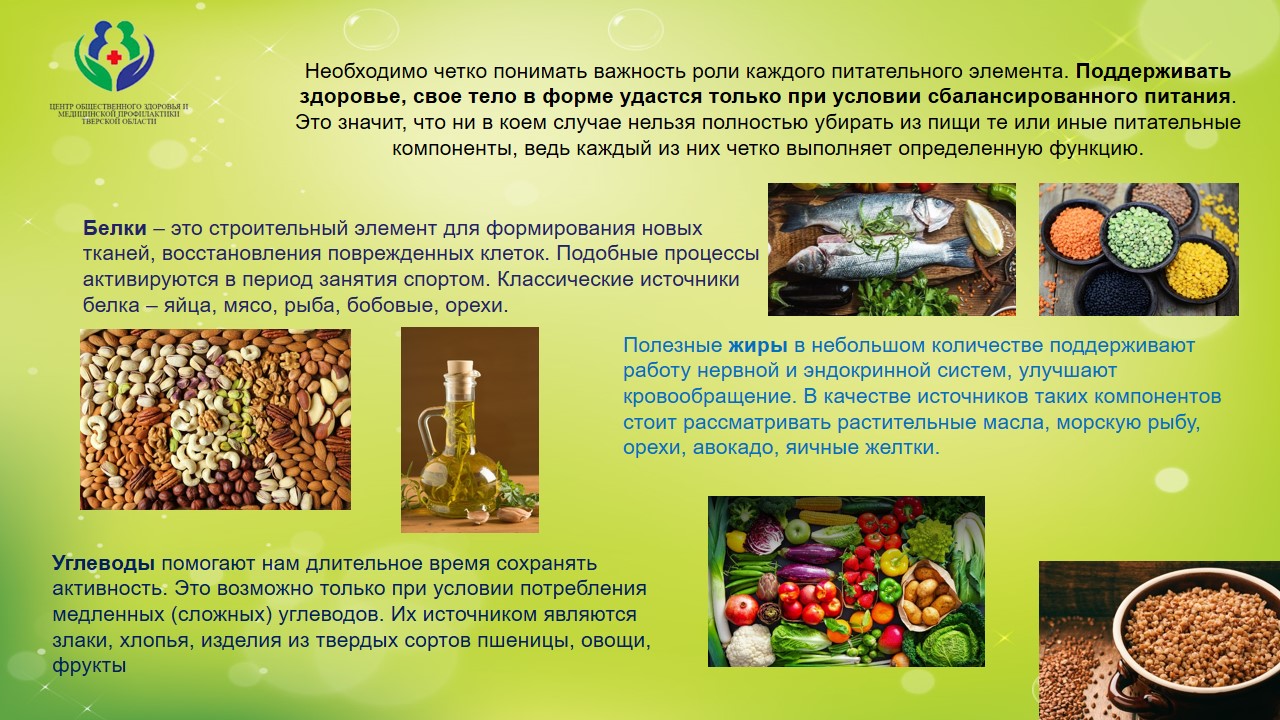 ЦЕНТР ОБЩЕСТВЕННОГО ЗДОРОВЬЯ И
МЕДИЦИНСКОЙ ПРОФИЛАКТИКИ
ТВЕРСКОЙ ОБЛАСТИ
Необходимо четко понимать важность роли каждого питательного элемента. Поддерживать
здоровье, свое тело в форме удастся только при условии сбалансированного питания.
Это значит, что ни в коем случае нельзя полностью убирать из пищи те или иные питательные
компоненты, ведь каждый из них четко выполняет определенную функцию.
Белки – это строительный элемент для формирования новых
тканей, восстановления поврежденных клеток. Подобные процессы
активируются в период занятия спортом. Классические источники
белка – яйца, мясо, рыба, бобовые, орехи.
Полезные жиры в небольшом количестве поддерживают
работу нервной и эндокринной систем, улучшают
кровообращение. В качестве источников таких компонентов
стоит рассматривать растительные масла, морскую рыбу,
орехи, авокадо, яичные желтки.
Углеводы помогают нам длительное время сохранять
активность. Это возможно только при условии потребления
медленных (сложных) углеводов. Их источником являются
злаки, хлопья, изделия из твердых сортов пшеницы, овощи,
фрукты